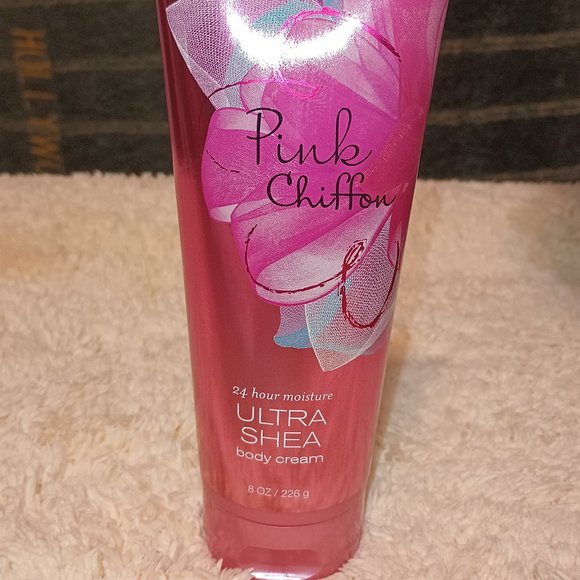 Pink
Chiffon
24 hour moisture
ULTRA
SHEA
body cream
8 OZ / 226 g